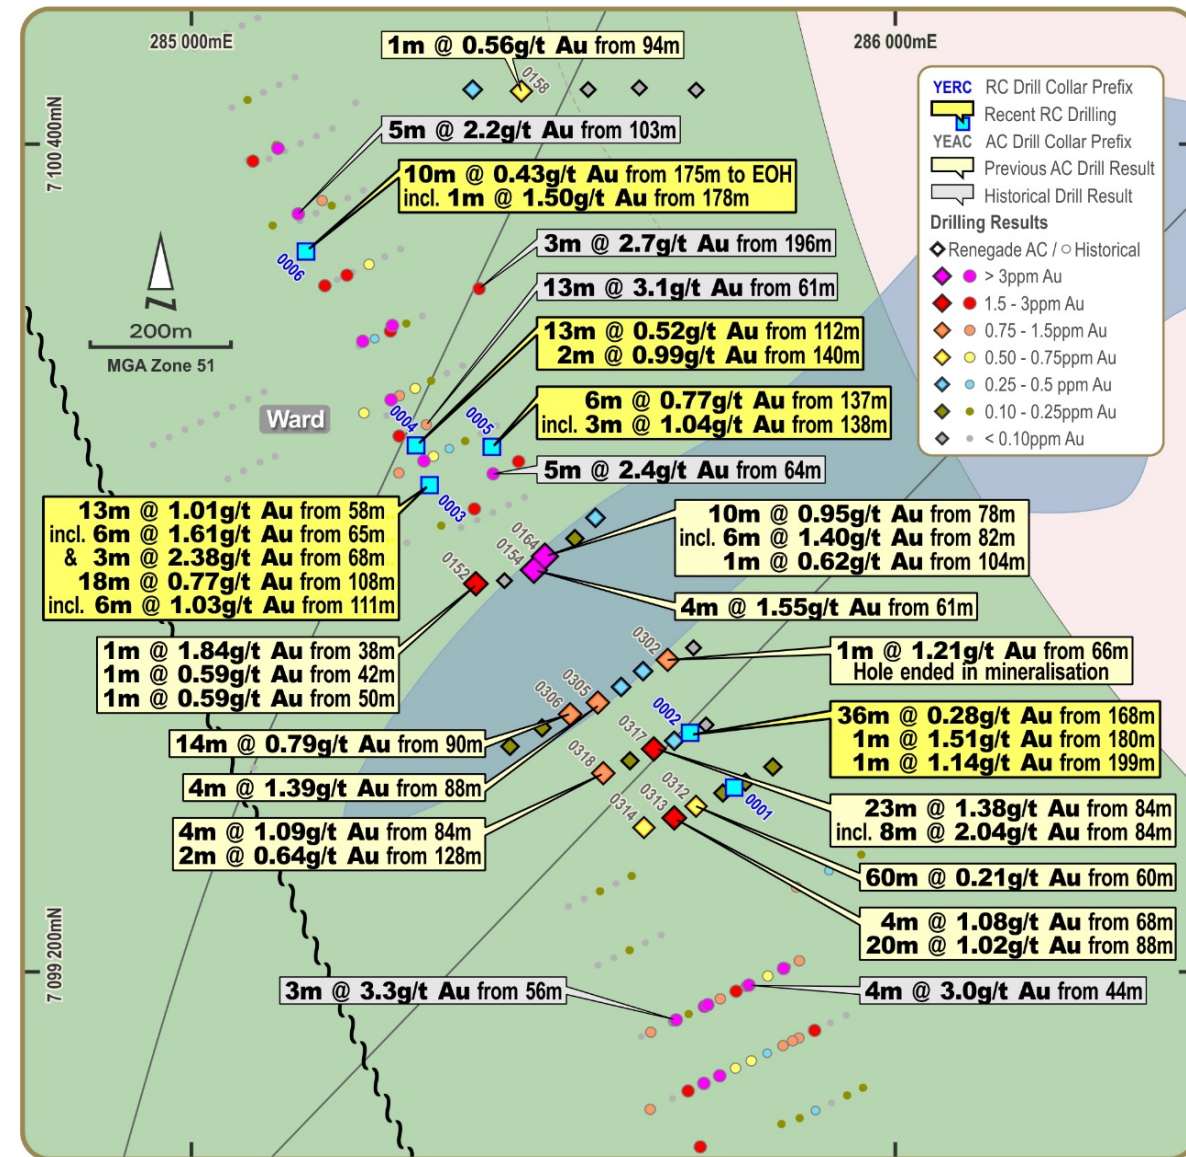 285 000mE
286 000mE
7 100 400mN
7 099 200mN
1m @ 0.56g/t Au from 94m
0158
5m @ 2.2g/t Au from 103m
10m @ 0.43g/t Au from 175m to EOH
incl. 1m @ 1.50g/t Au from 178m
0006
3m @ 2.7g/t Au from 196m
13m @ 3.1g/t Au from 61m
13m @ 0.52g/t Au from 112m
2m @ 0.99g/t Au from 140m
6m @ 0.77g/t Au from 137m
incl. 3m @ 1.04g/t Au from 138m
5m @ 2.4g/t Au from 64m
YERC RC Drill Collar Prefix
Recent RC Drilling
YEAC AC Drill Collar Prefix
Previous AC Drill Result
Historical Drill Result
Drilling Results
Renegade AC / Historical
> 3ppm Au
1.5 - 3ppm Au
0.75 - 1.5ppm Au
0.50 - 0.75ppm Au
0.25 - 0.5 ppm Au
0.10 - 0.25ppm Au
< 0.10ppm Au
N
200m
MGA Zone 51
Ward
0004
0005
0003
13m @ 1.01g/t Au from 58m
incl. 6m @ 1.61g/t Au from 65m
& 3m @ 2.38g/t Au from 68m
18m @ 0.77g/t Au from 108m
incl. 6m @ 1.03g/t Au from 111m
0164
0154
0152
10m @ 0.95g/t Au from 78m
incl. 6m @ 1.40g/t Au from 82m
1m @ 0.62g/t Au from 104m
4m @ 1.55g/t Au from 61m
1m @ 1.84g/t Au from 38m
1m @ 0.59g/t Au from 42m
1m @ 0.59g/t Au from 50m
0302
1m @ 1.21g/t Au from 66m
Hole ended in mineralisation
0305
0306
0002
36m @ 0.28g/t Au from 168m
1m @ 1.51g/t Au from 180m
1m @ 1.14g/t Au from 199m
14m @ 0.79g/t Au from 90m
0317
0318
4m @ 1.39g/t Au from 88m
0312
0313
0314
0001
23m @ 1.38g/t Au from 84m
incl. 8m @ 2.04g/t Au from 84m
4m @ 1.09g/t Au from 84m
2m @ 0.64g/t Au from 128m
60m @ 0.21g/t Au from 60m
4m @ 1.08g/t Au from 68m
20m @ 1.02g/t Au from 88m
3m @ 3.3g/t Au from 56m
4m @ 3.0g/t Au from 44m